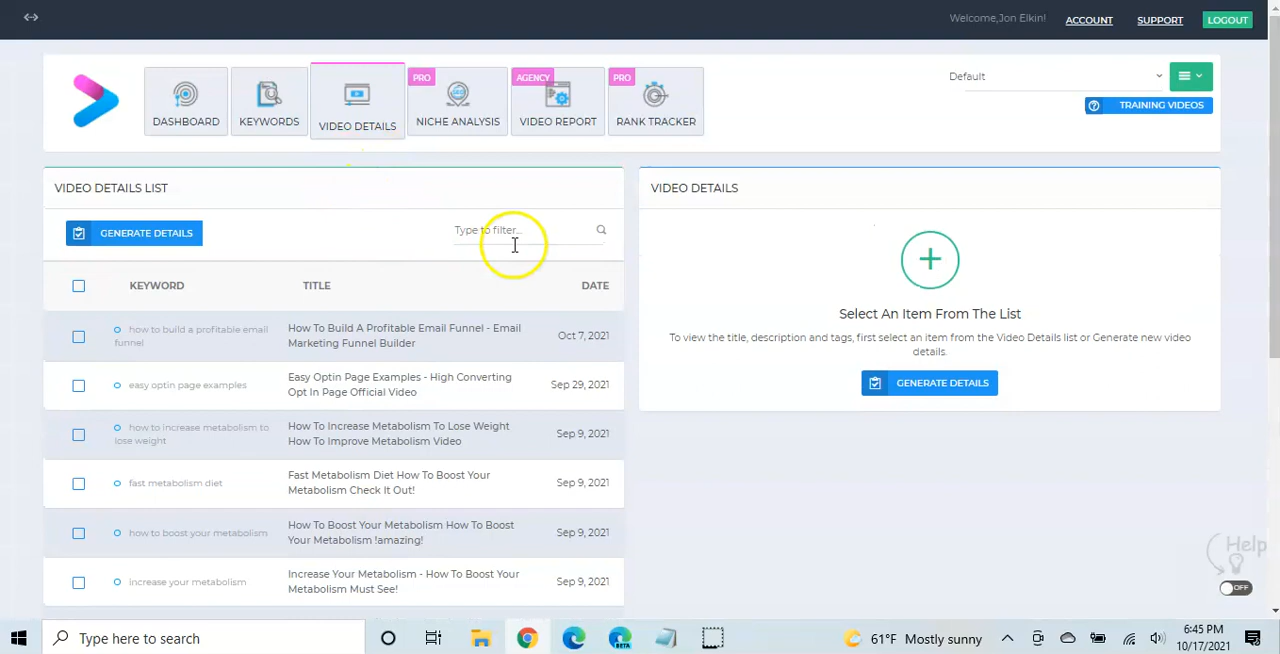 Welcome,Jon Elkin!
ACCOUNT
SUPPORT
LOGOUT
DASHBOARD
KEYWORDS
VIDEO DETAILS
PRO
NICHE ANALYSIS
AGENCY
VIDEO REPORT
PRO
RANK TRACKER
Default
TRAINING VIDEOS
VIDEO DETAILS LIST
GENERATE DETAILS
Type to filter...
KEYWORD TITLE DATE
how to build a profitable email
funnel
How To Build A Profitable Email Funnel - Email
Marketing Funnel Builder
Oct 7, 2021
easy optin page examples
Easy Optin Page Examples - High Converting
Opt In Page Official Video
Sep 29, 2021
how to increase metabolism to
lose weight
How To Increase Metabolism To Lose Weight
How To Improve Metabolism Video
Sep 9, 2021
fast metabolism diet
Fast Metabolism Diet How To Boost Your
Metabolism Check It Out!
Sep 9, 2021
how to boost your metabolism
How To Boost Your Metabolism How To Boost
Your Metabolism !amazing!
Sep 9, 2021
increase your metabolism
Increase Your Metabolism - How To Boost Your
Metabolism Must See!
Sep 9, 2021
VIDEO DETAILS
Select An Item From The List
To view the title, description and tags, first select an item from the Video Details list or Generate new video
details.
GENERATE DETAILS
Help
OFF
Type here to search
BETA
61°F Mostly sunny
6:45 PM
10/17/2021